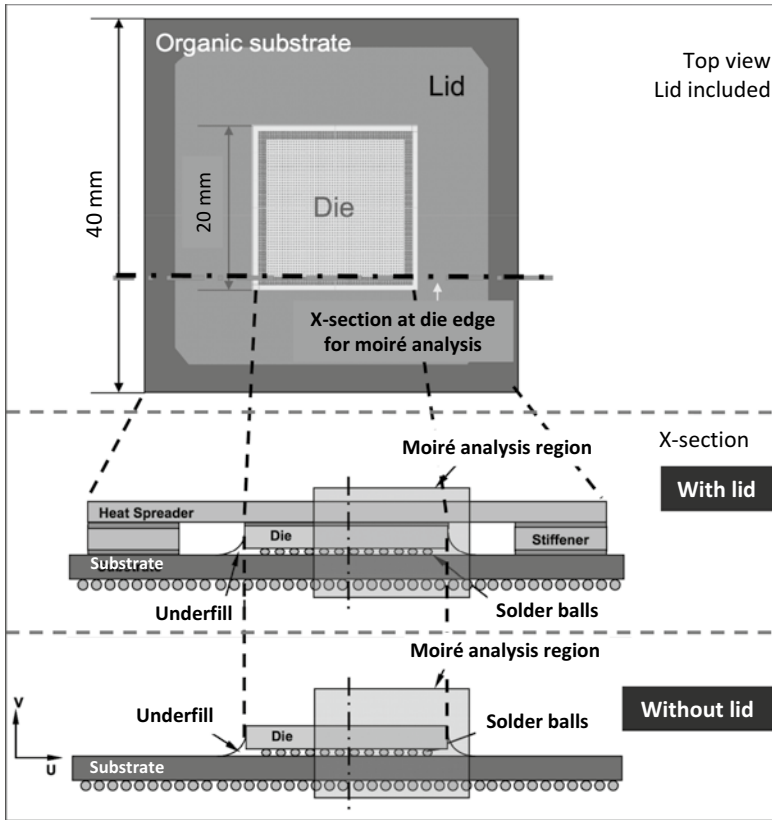 Organic substrate
Top view
Lid included
Lid
40 mm
20 mm
Die
X-section at die edge
for moiré analysis
X-section
Moiré analysis region
With lid
Heat Spreader
Die
Stiffener
Substrate
Underfill
Solder balls
Moiré analysis region
Without lid
V
U
Underfill
Solder balls
Die
Substrate